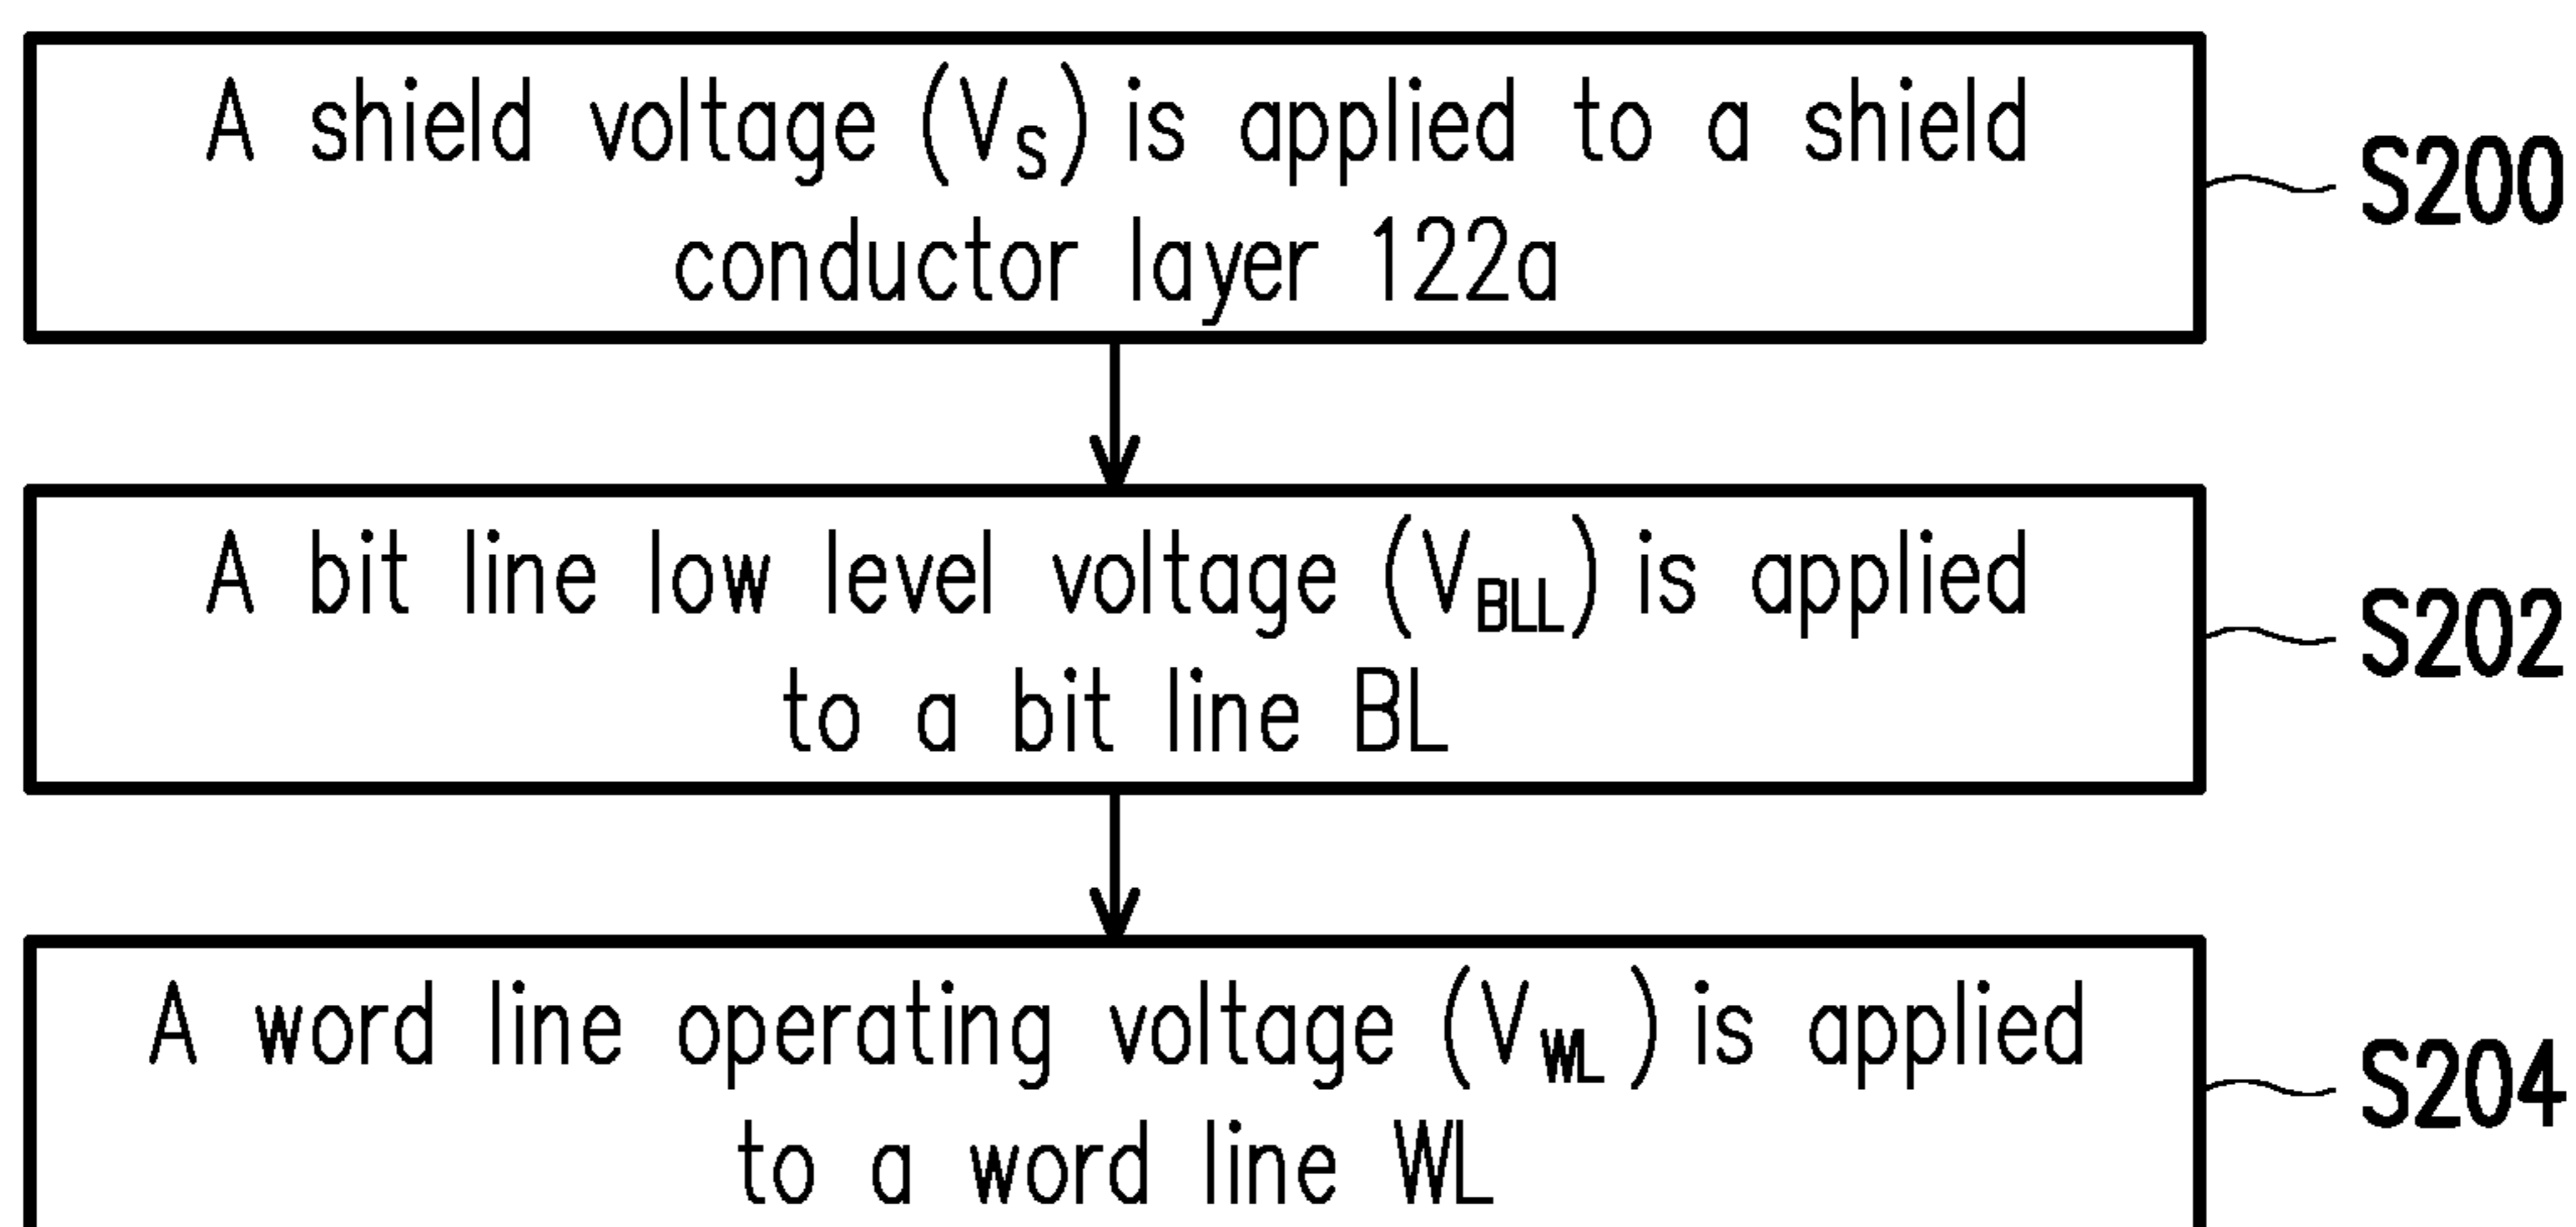 A shield voltage (V_S) is applied to a shield
conductor layer 122a
S200
A bit line low level voltage (V_BLL) is applied
to a bit line BL
S202
A word line operating voltage (V_WL) is applied
to a word line WL
S204